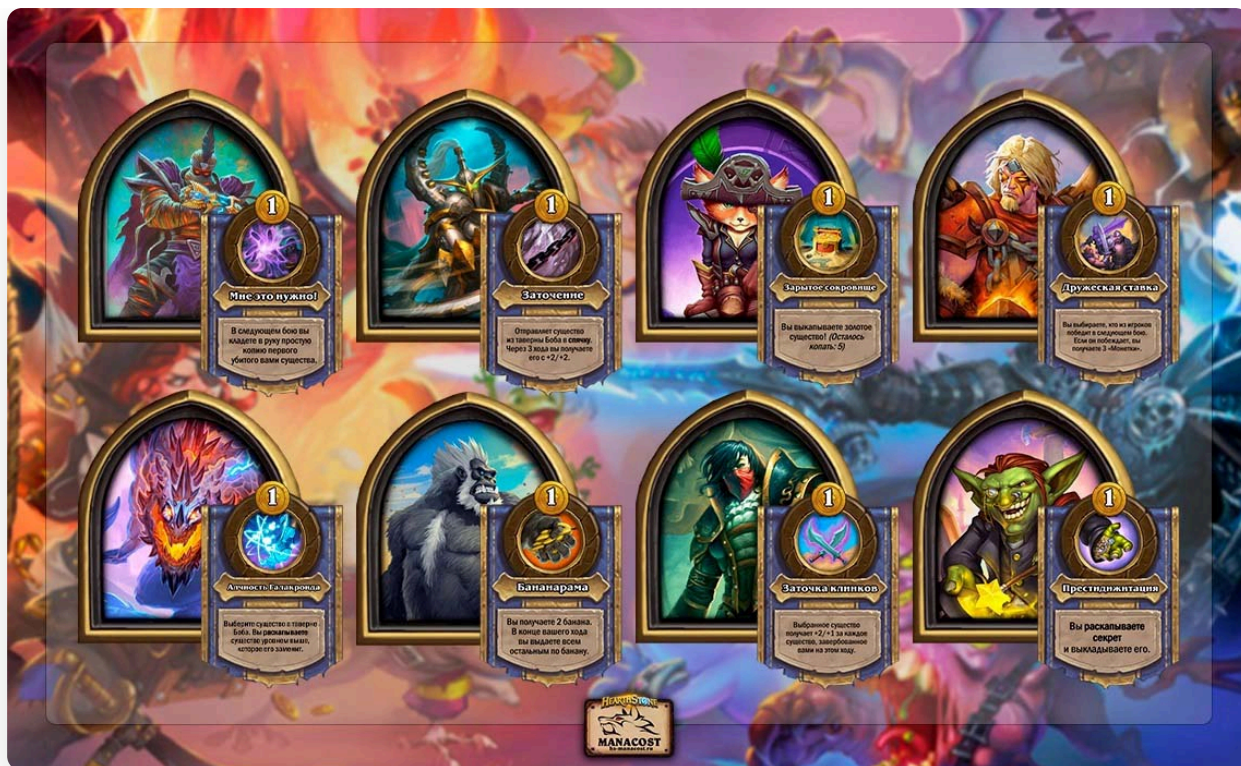 1
Мне это нужно!
В следующем бою вы
кладете в руку простую
копию первого
убитого вами существа.
1
Заточение
Отправляет существо
из таверны Боба в спячку.
Через 3 хода вы получаете
его с +2/+2.
1
Зарытое сокровище
Вы выкапываете золотое
существо! (Осталось
копать: 5)
1
Дружеская ставка
Вы выбираете, кто из игроков
победит в следующем бою.
Если он побеждает, вы
получаете 3 «Монетки».
1
Алчность Галакронда
Выберите существо в таверне
Боба. Вы раскапываете
существо уровнем выше,
которое его заменит.
1
Бананарама
Вы получаете 2 банана.
В конце вашего хода
вы выдаете всем
остальным по банану.
1
Заточка клинков
Выбранное существо
получает +2/+1 за каждое
существо, завербованное
вами на этом ходу.
1
Престидижитация
Вы раскапываете
секрет
и выкладываете его.
HEARTHSTONE
MANACOST
hs-manacost.ru